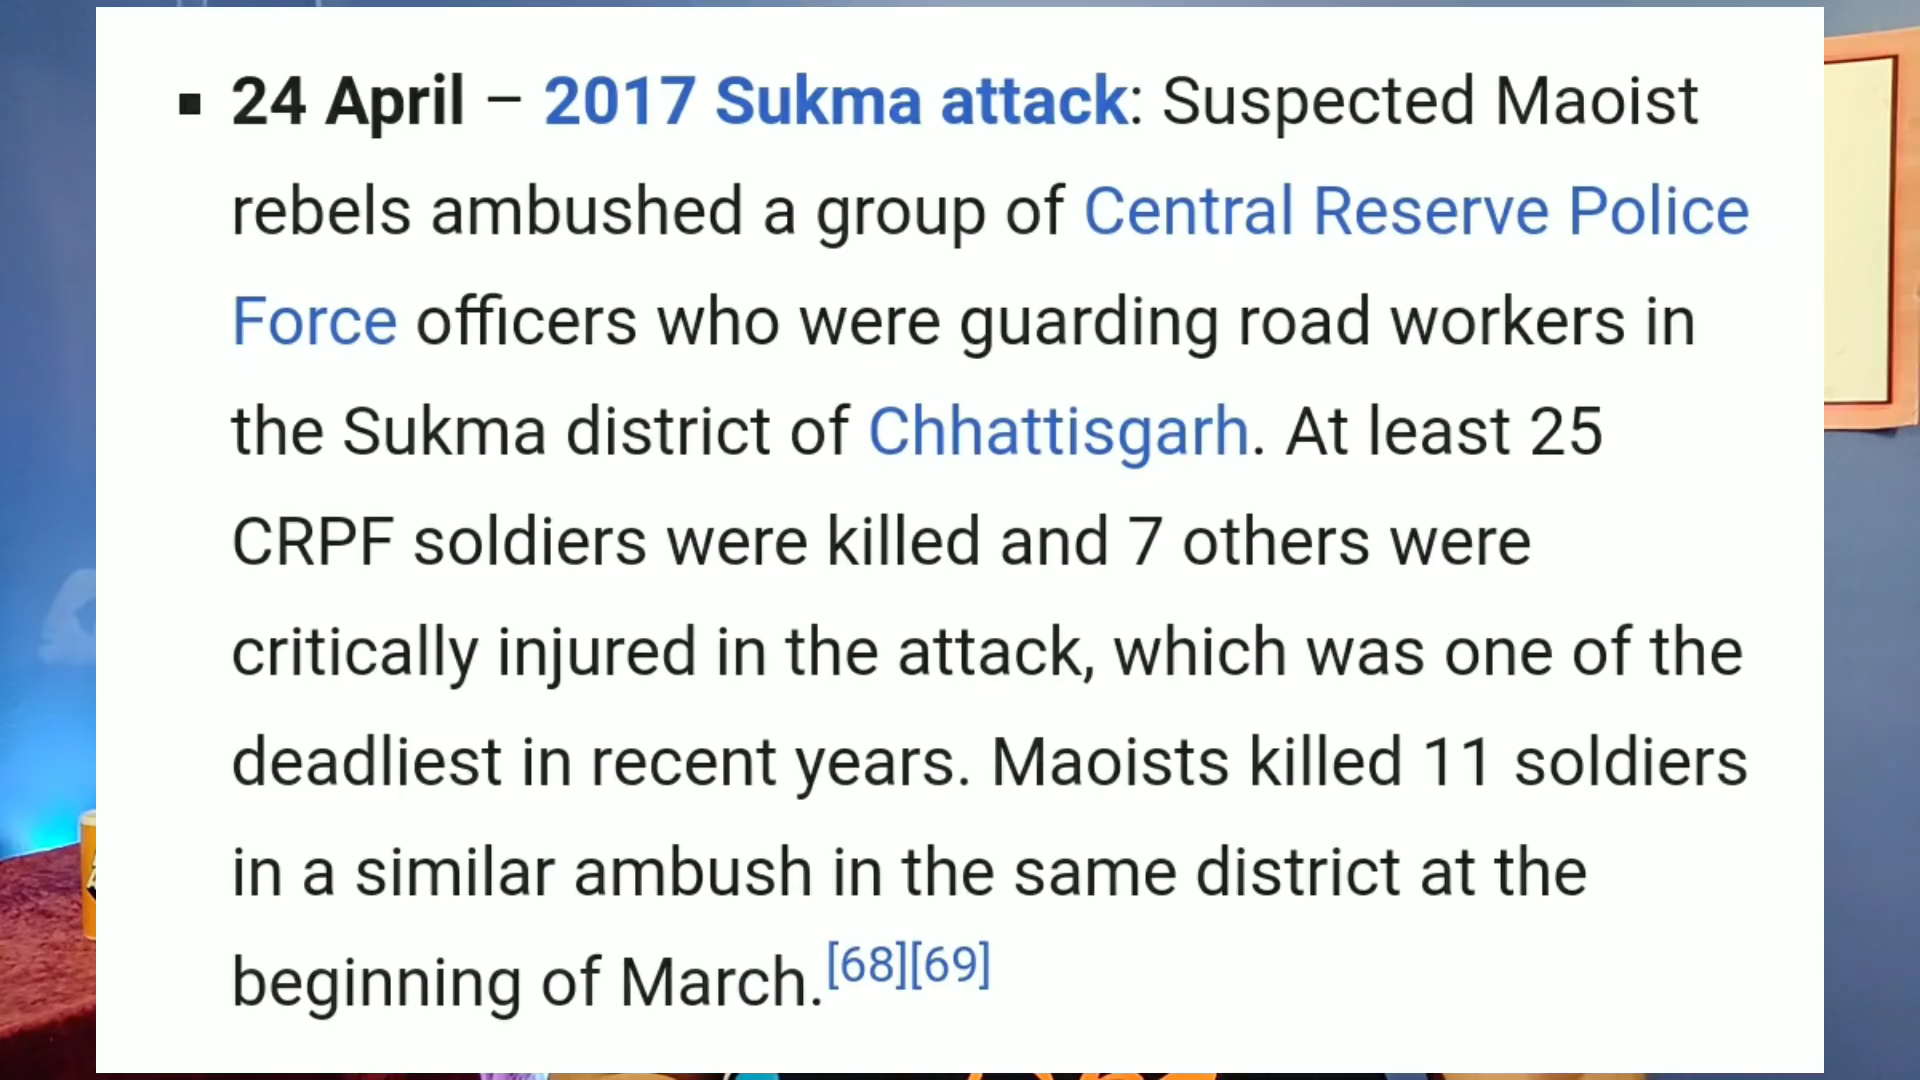 ▪ 24 April – 2017 Sukma attack: Suspected Maoist
rebels ambushed a group of Central Reserve Police
Force officers who were guarding road workers in
the Sukma district of Chhattisgarh. At least 25
CRPF soldiers were killed and 7 others were
critically injured in the attack, which was one of the
deadliest in recent years. Maoists killed 11 soldiers
in a similar ambush in the same district at the
beginning of March.[68][69]